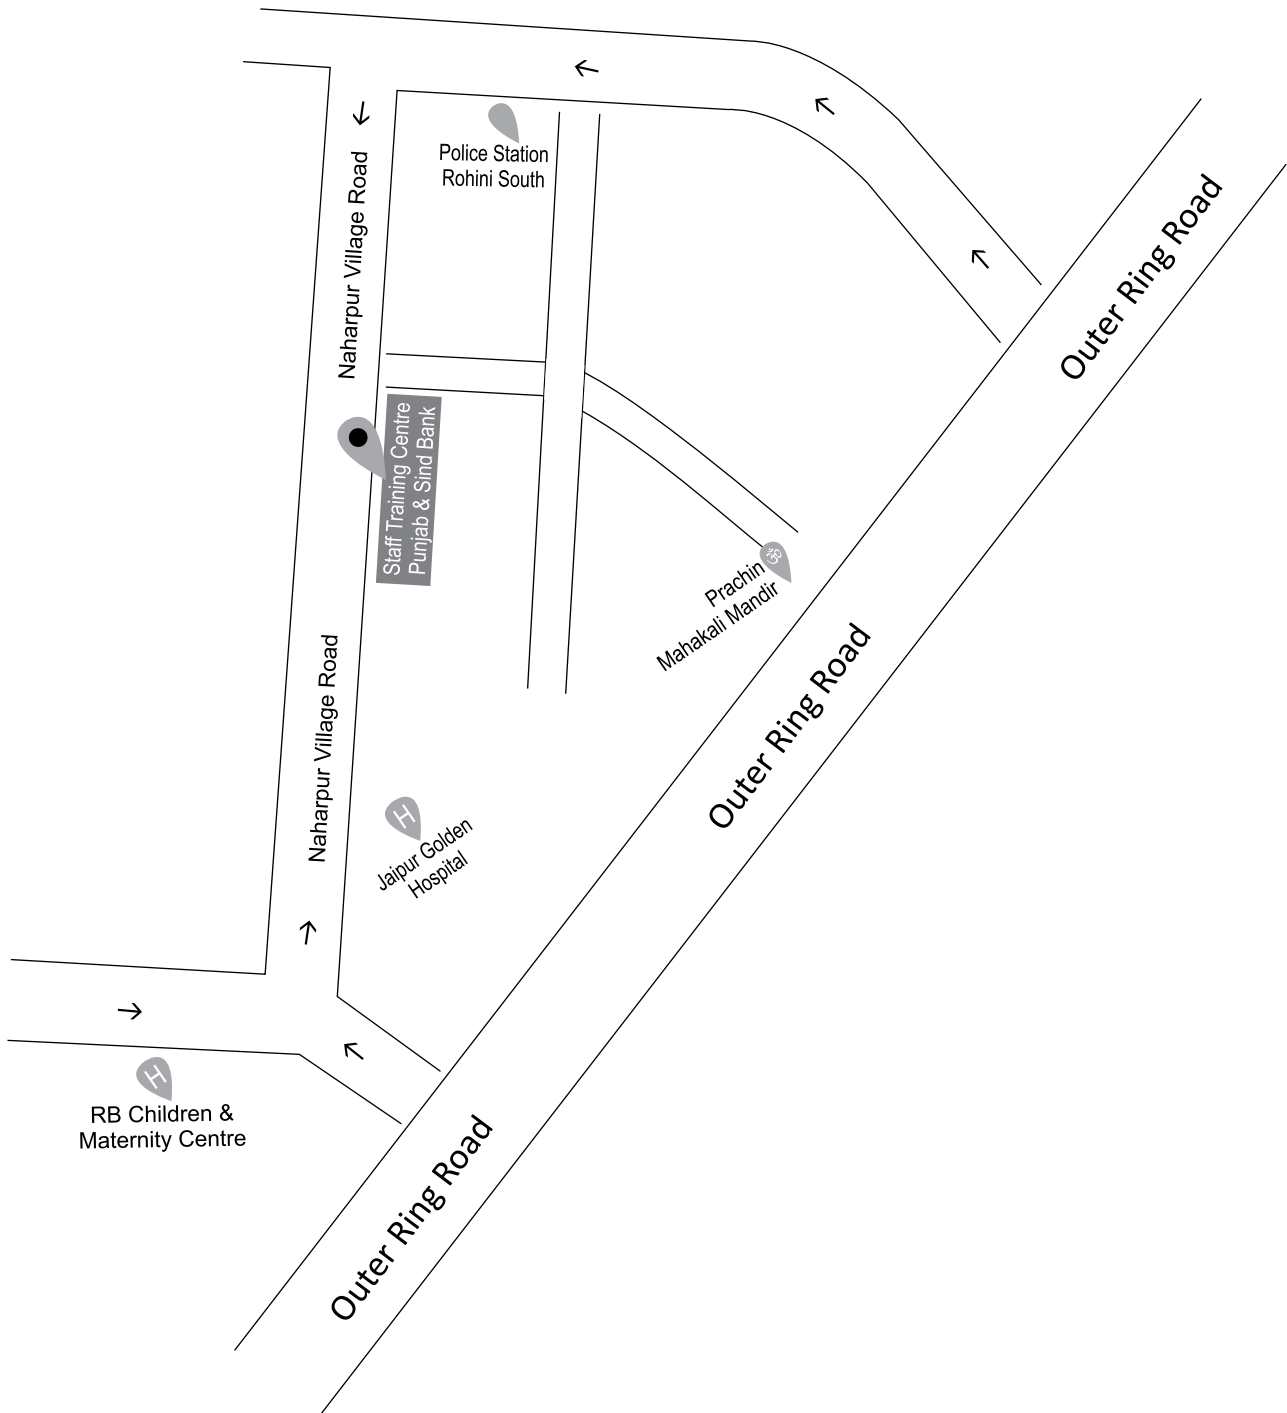 Police Station
Rohini South
Naharpur Village Road
Outer Ring Road
Staff Training Centre
Punjab & Sind Bank
ॐ
Prachin
Mahakali Mandir
Outer Ring Road
Naharpur Village Road
H
Jaipur Golden
Hospital
H
RB Children &
Maternity Centre
Outer Ring Road